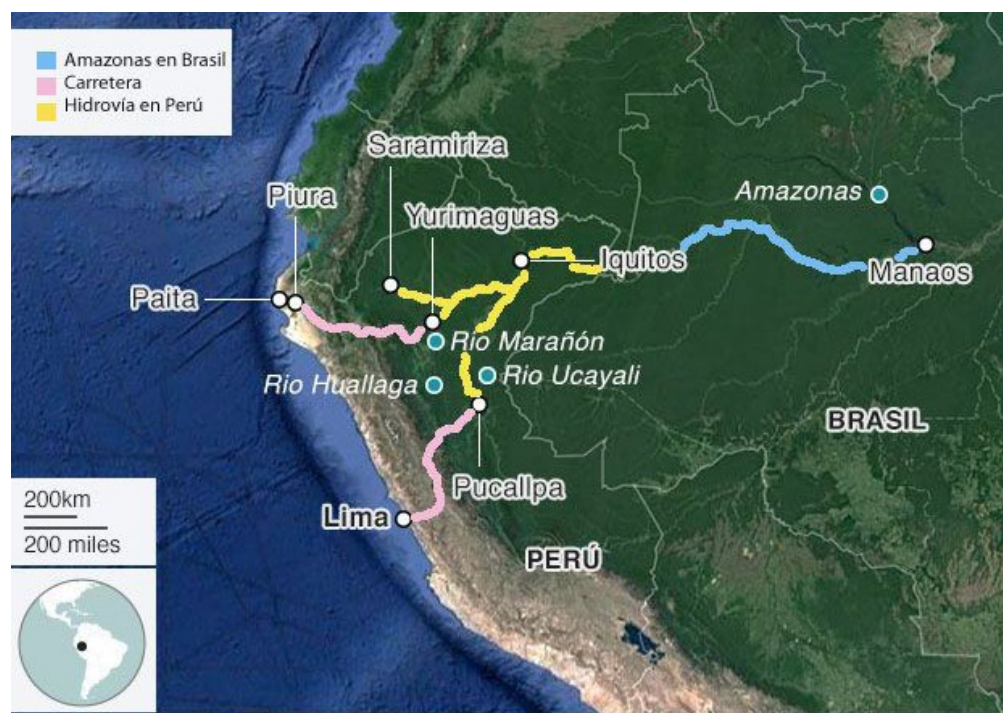 Amazonas en Brasil
Carretera
Hidrovía en Perú
Saramiriza
Piura
Yurimaguas
Amazonas
Iquitos
Manaos
Paita
Rio Marañón
Rio Huallaga
Rio Ucayali
BRASIL
Pucallpa
200km
200 miles
Lima
PERÚ